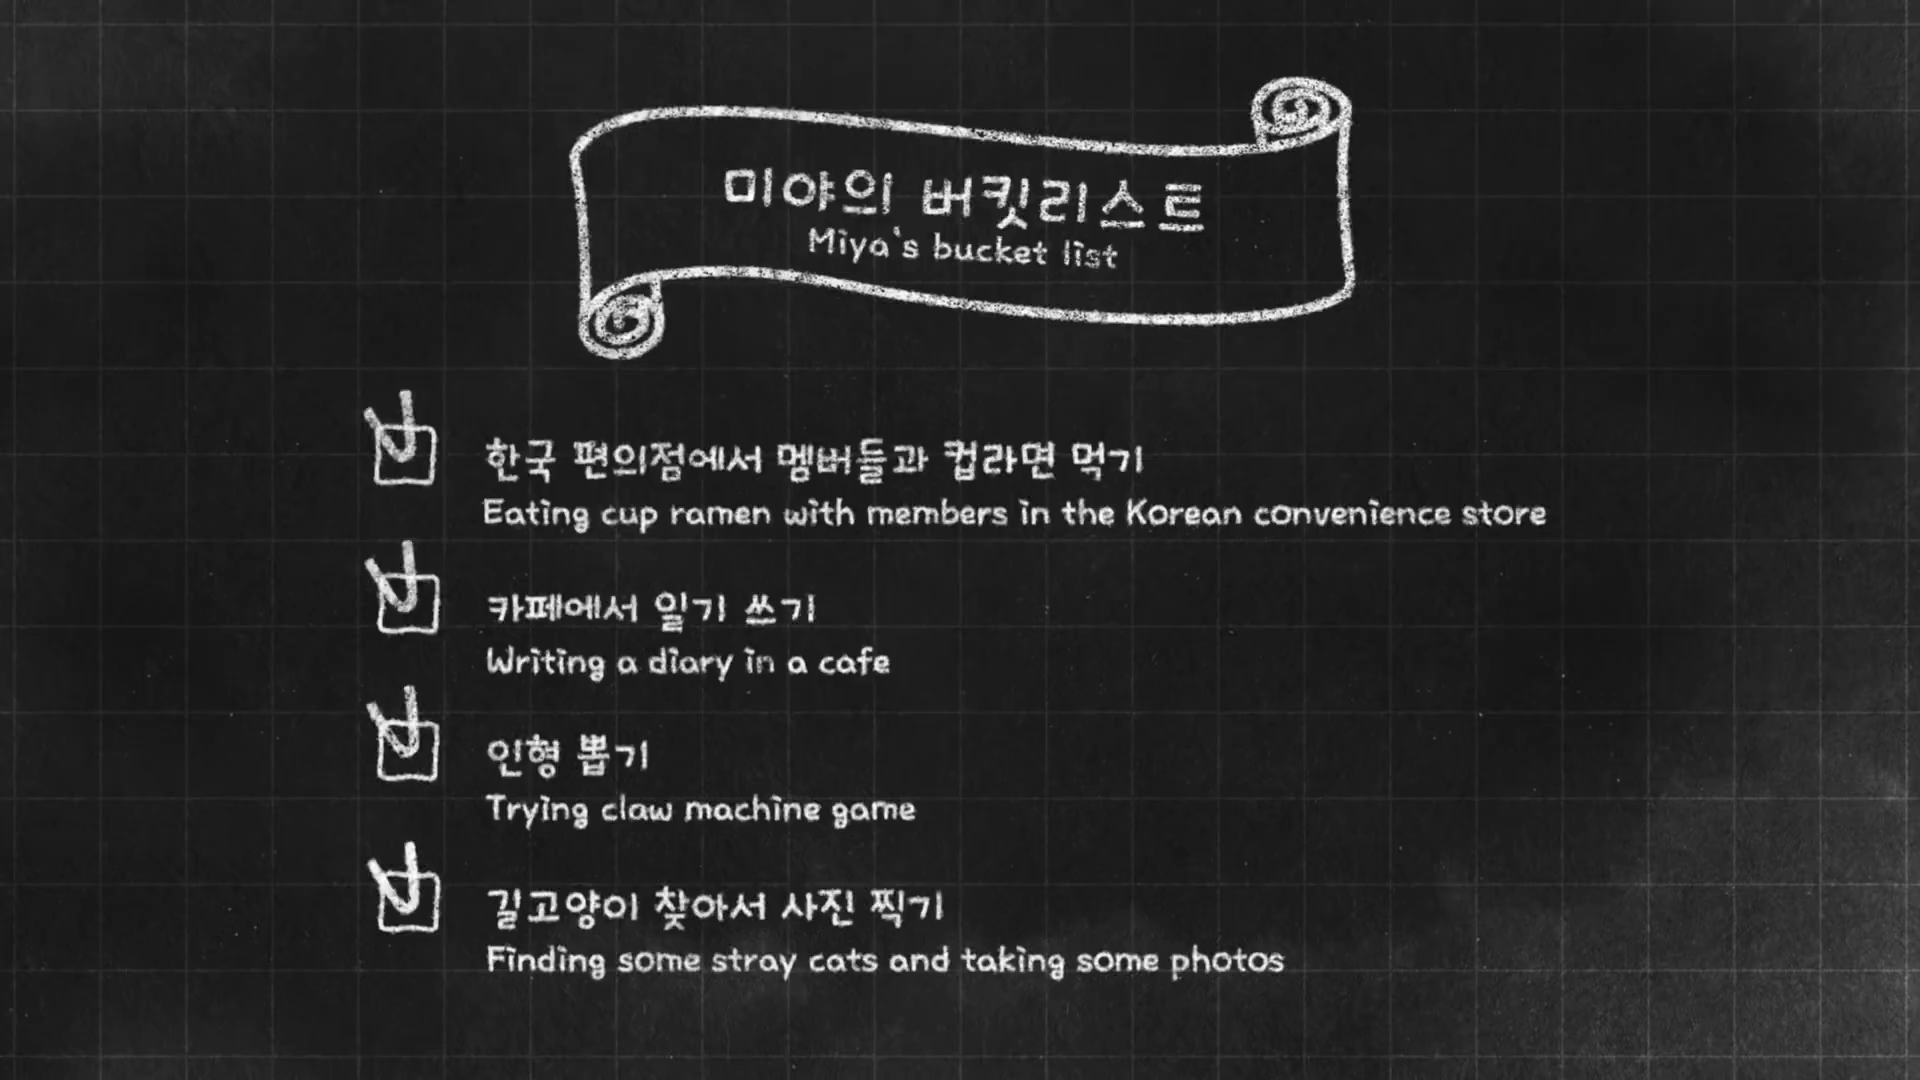 미야의 버킷리스트
Miya's bucket list
한국 편의점에서 멤버들과 컵라면 먹기
Eating cup ramen with members in the Korean convenience store
카페에서 일기 쓰기
Writing a diary in a cafe
인형 뽑기
Trying claw machine game
길고양이 찾아서 사진 찍기
Finding some stray cats and taking some photos